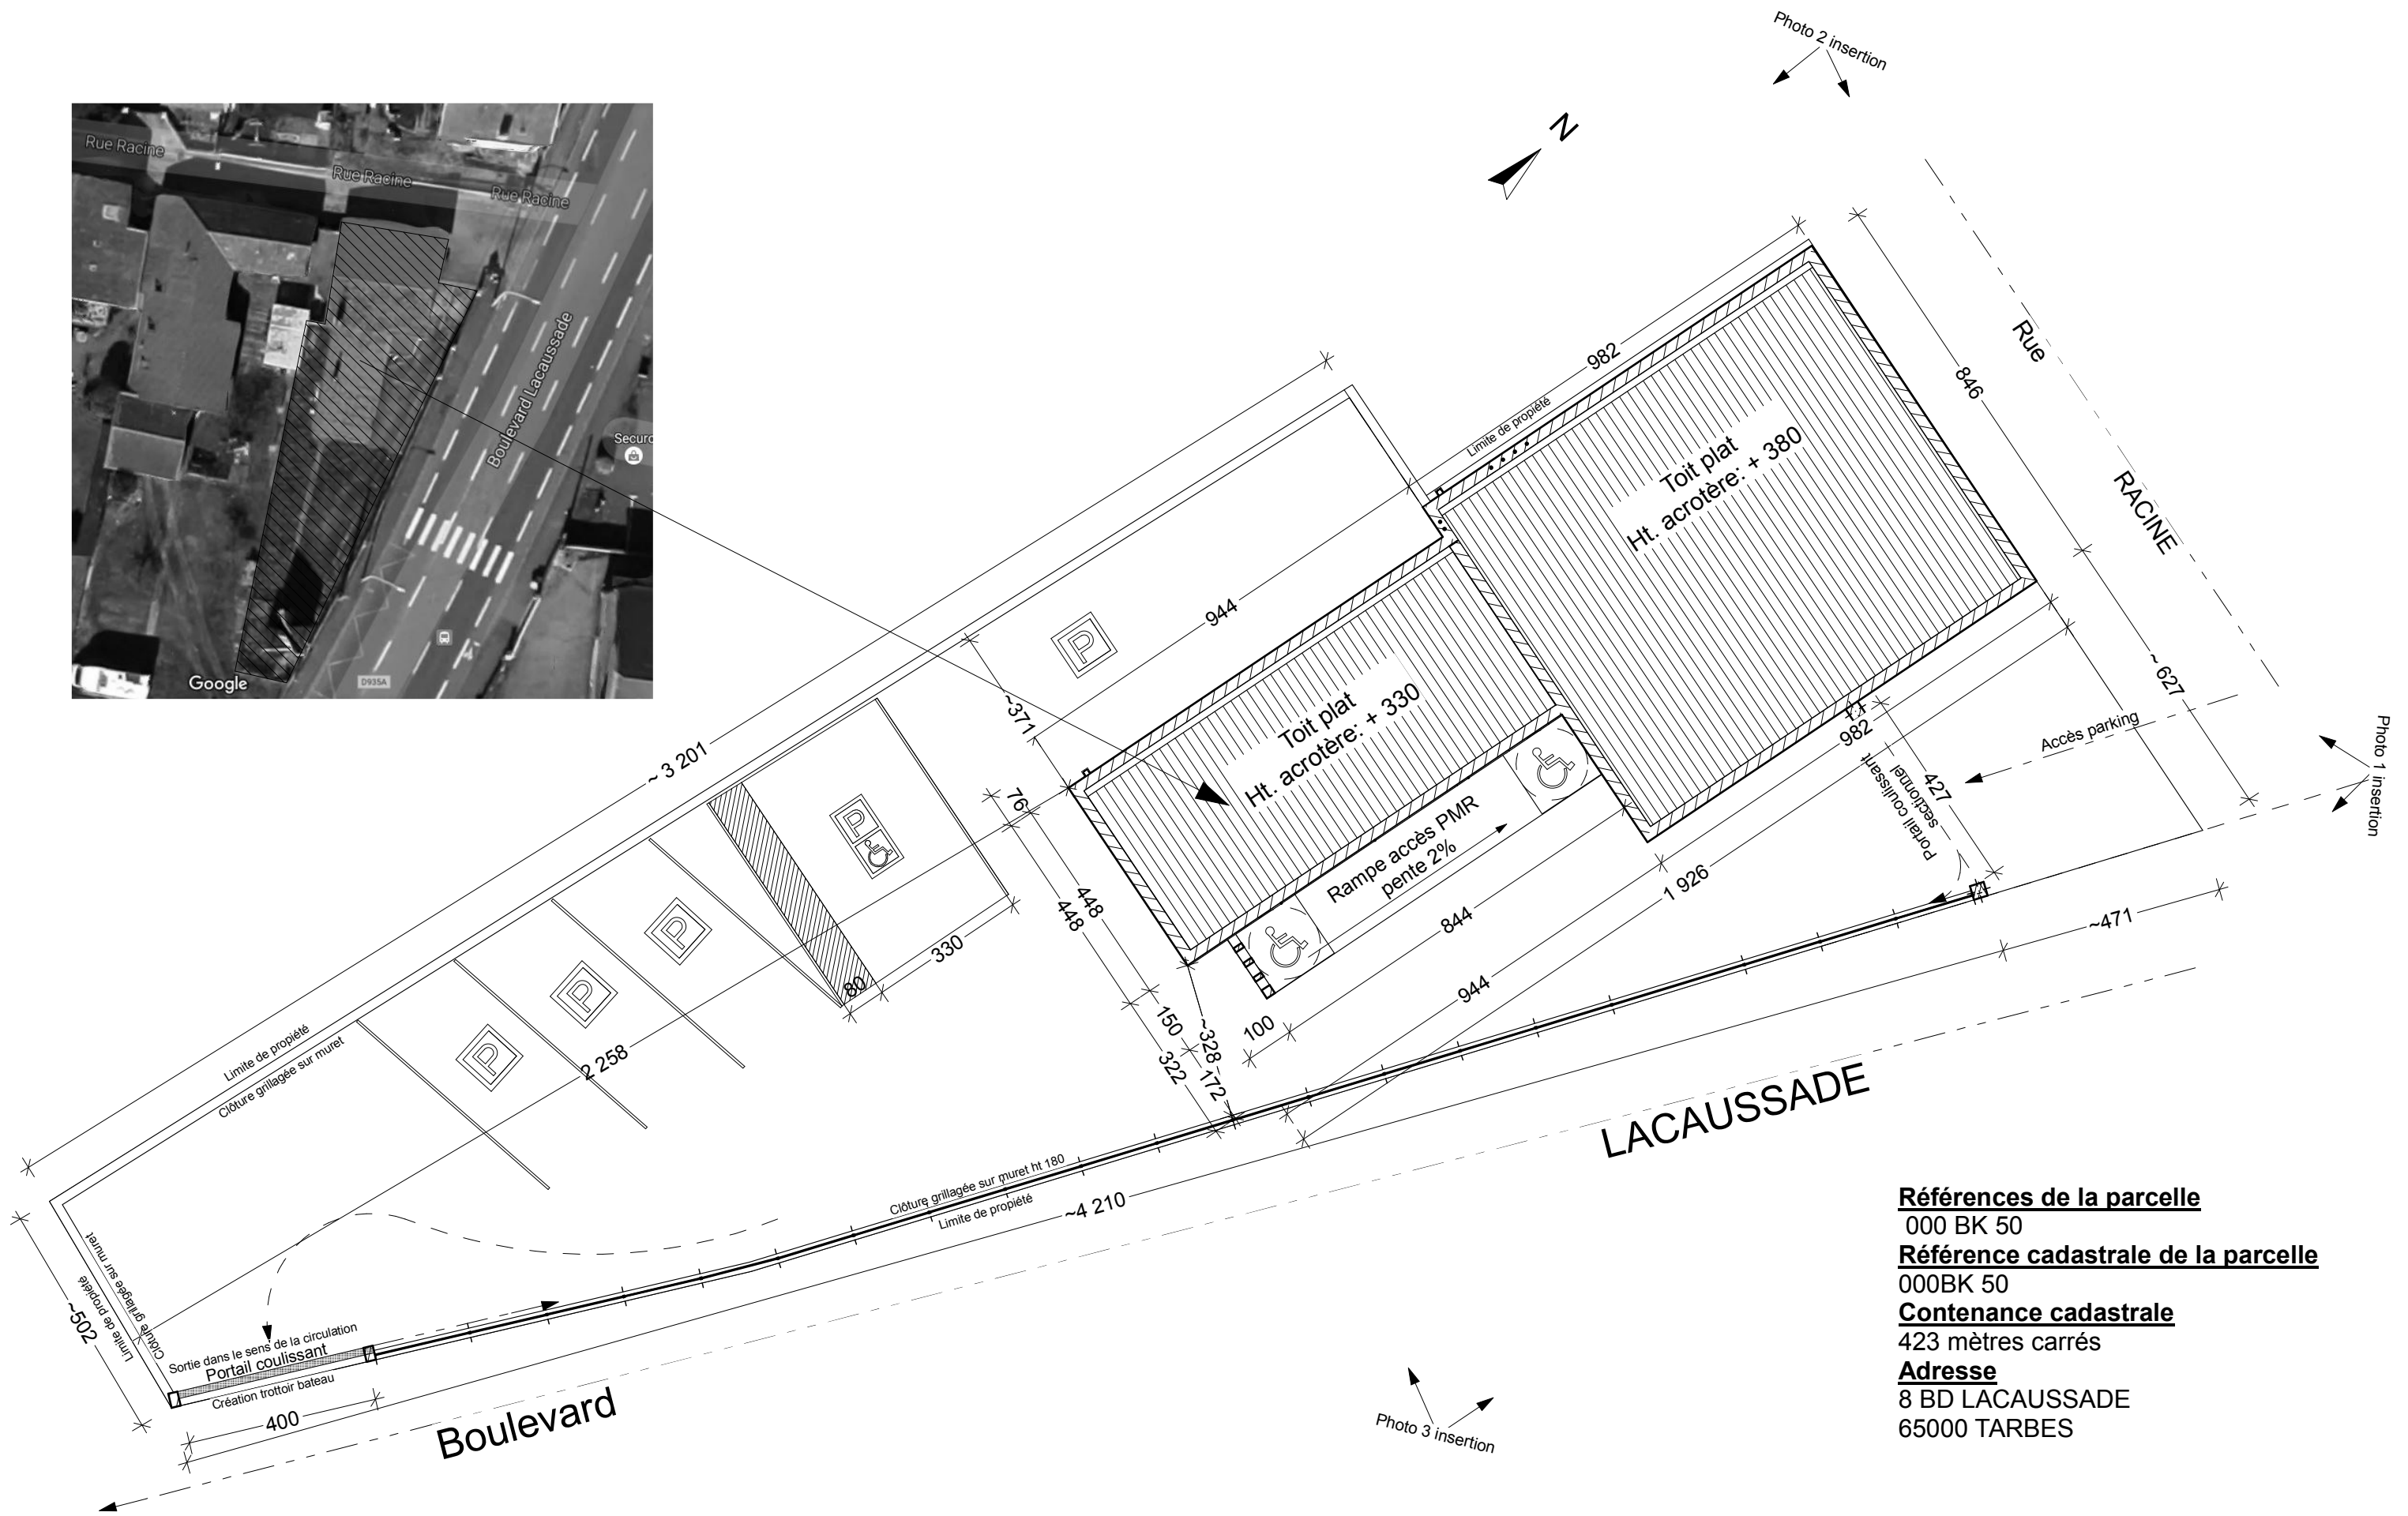 Photo 2 insertion
N
Rue Racine
Rue Racine
Rue Racine
Boulevard Lacaussade
Securo
D935A
Google
982
Limite de propiété
846
Rue
RACINE
Toit plat
Ht. acrotère: + 380
944
P
~371
~ 3 201
Toit plat
Ht. acrotère: + 330
~ 627
Accès parking
Photo 1 insertion
982
427
Portail coulissant
sectionnel
76
448
448
Rampe accès PMR
pente 2%
P
330
80
1 926
844
944
~471
P
P
P
2 258
100
150
~328
322
172
Limite de propiété
Clôture grillagée sur muret
LACAUSSADE
Clôture grillagée sur muret ht 180
Limite de propiété
~4 210
~502
Limite de propiété
Clôture grillagée sur muret
Sortie dans le sens de la circulation
Portail coulissant
Création trottoir bateau
400
Boulevard
Photo 3 insertion
Références de la parcelle
000 BK 50
Référence cadastrale de la parcelle
000BK 50
Contenance cadastrale
423 mètres carrés
Adresse
8 BD LACAUSSADE
65000 TARBES